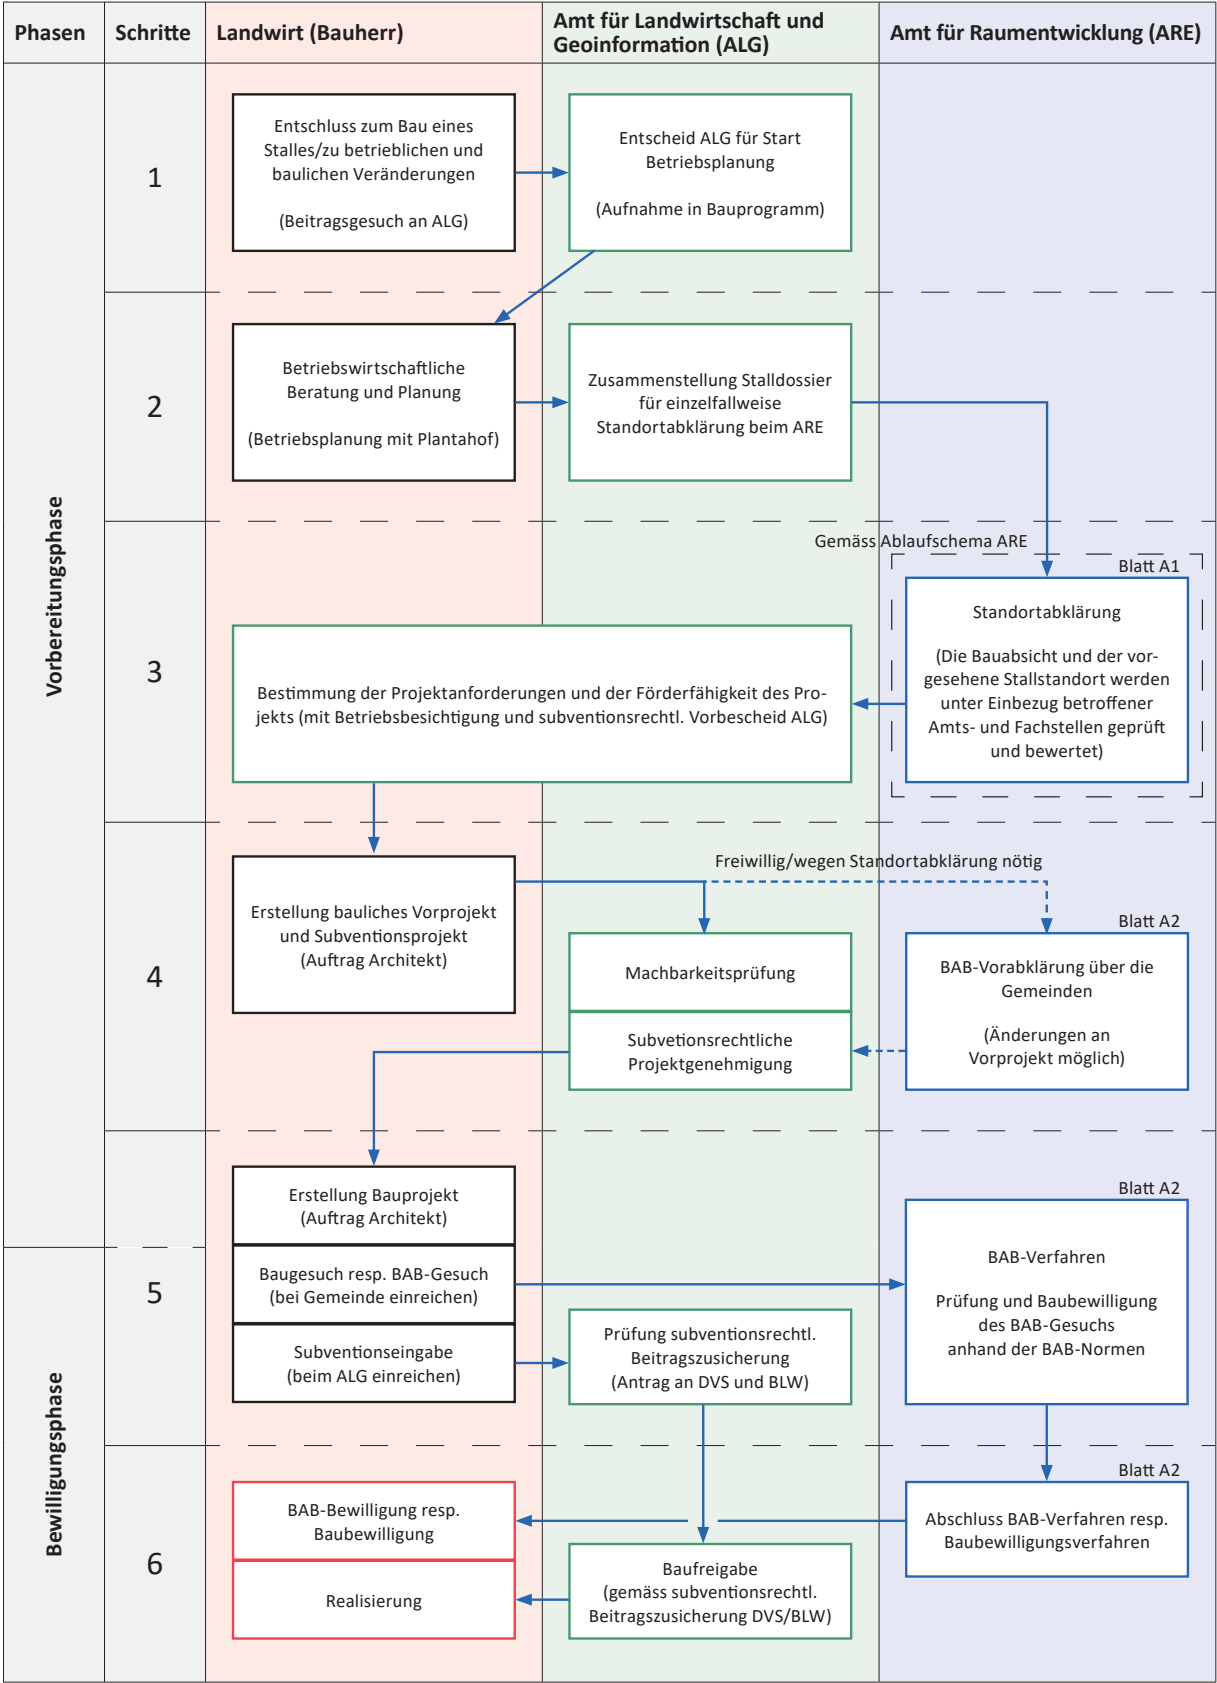 Phasen
Schritte
Landwirt (Bauherr)
Amt für Landwirtschaft und
Geoinformation (ALG)
Amt für Raumentwicklung (ARE)
Vorbereitungsphase
1
Entschluss zum Bau eines
Stalles/zu betrieblichen und
baulichen Veränderungen
(Beitragsgesuch an ALG)
Entscheid ALG für Start
Betriebsplanung
(Aufnahme in Bauprogramm)
2
Betriebswirtschaftliche
Beratung und Planung
(Betriebsplanung mit Plantahof)
Zusammenstellung Stalldossier
für einzelfallweise
Standortabklärung beim ARE
3
Gemäss Ablaufschema ARE
Blatt A1
Standortabklärung
(Die Bauabsicht und der vor-
gesehene Stallstandort werden
unter Einbezug betroffener
Amts- und Fachstellen geprüft
und bewertet)
Bestimmung der Projektanforderungen und der Förderfähigkeit des Pro-
jekts (mit Betriebsbesichtigung und subventionsrechtl. Vorbescheid ALG)
4
Erstellung bauliches Vorprojekt
und Subventionsprojekt
(Auftrag Architekt)
Freiwillig/wegen Standortabklärung nötig
Machbarkeitsprüfung
Subvetionsrechtliche
Projektgenehmigung
Blatt A2
BAB-Vorabklärung über die
Gemeinden
(Änderungen an
Vorprojekt möglich)
Bewilligungsphase
5
Erstellung Bauprojekt
(Auftrag Architekt)
Baugesuch resp. BAB-Gesuch
(bei Gemeinde einreichen)
Subventionseingabe
(beim ALG einreichen)
Prüfung subventionsrechtl.
Beitragszusicherung
(Antrag an DVS und BLW)
Blatt A2
BAB-Verfahren
Prüfung und Baubewilligung
des BAB-Gesuchs
anhand der BAB-Normen
6
BAB-Bewilligung resp.
Baubewilligung
Realisierung
Baufreigabe
(gemäss subventionsrechtl.
Beitragszusicherung DVS/BLW)
Blatt A2
Abschluss BAB-Verfahren resp.
Baubewilligungsverfahren